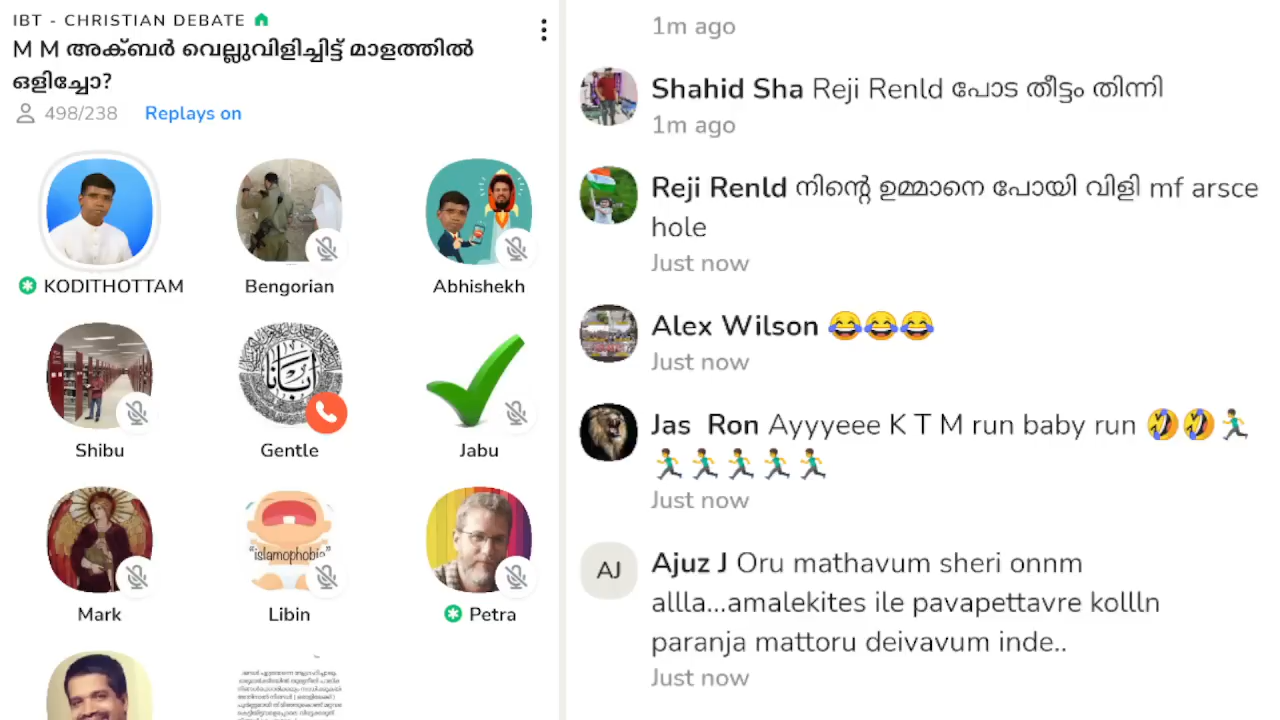 IBT - CHRISTIAN DEBATE
M M അക്ബർ വെല്ലുവിളിച്ചിട്ട് മാളത്തിൽ
ഒളിച്ചോ?
498/238 Replays on
KODITHOTTAM
Bengorian
Abhishekh
Shibu
Gentle
Jabu
"islamophobia"
Mark
Libin
Petra
1m ago
Shahid Sha Reji Renld പോട തീട്ടം തിന്നി
1m ago
Reji Renld നിന്റെ ഉമ്മാനെ പോയി വിളി mf arsce
hole
Just now
Alex Wilson 😂😂😂
Just now
Jas Ron Ayyyeee K T M run baby run 🤣🤣🏃‍♂️
🏃‍♂️🏃‍♂️🏃‍♂️🏃‍♂️🏃‍♂️
Just now
AJ
Ajuz J Oru mathavum sheri onnm
allla...amalekites ile pavapettavre kollln
paranja mattoru deivavum inde..
Just now